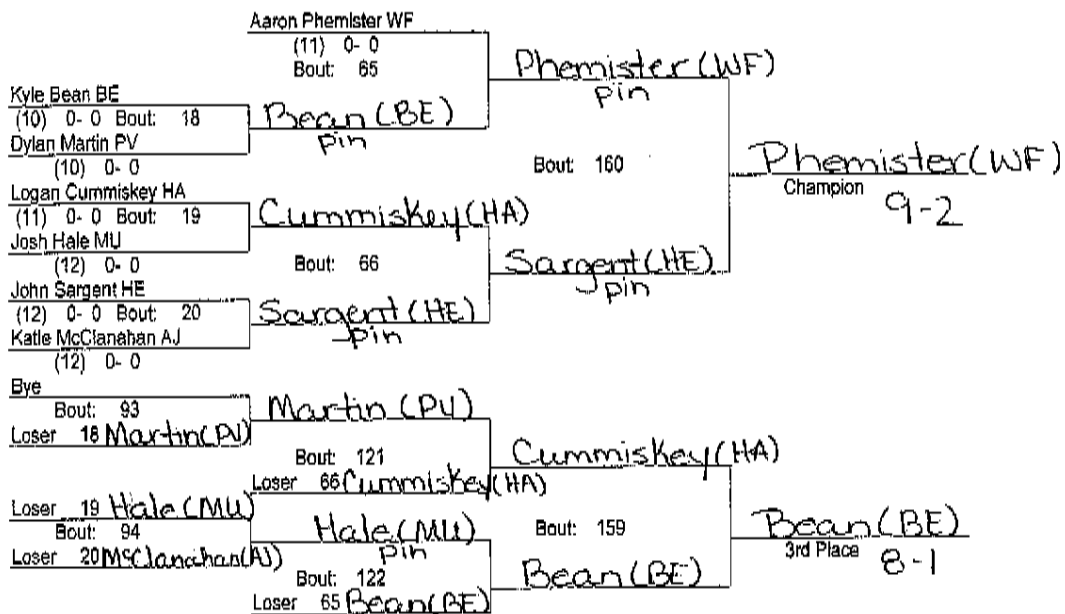 Aaron Phemister WF
(11) 0- 0
Bout: 65
Phemister (WF)
pin
Kyle Bean BE
(10) 0- 0 Bout: 18
Bean (BE)
pin
Dylan Martin PV
(10) 0- 0
Bout: 160
Phemister (WF)
Champion
9-2
Logan Cummiskey HA
(11) 0- 0 Bout: 19
Cummiskey (HA)
Josh Hale MU
(12) 0- 0
Bout: 66
Sargent (HE)
pin
John Sargent HE
(12) 0- 0 Bout: 20
Sargent (HE)
pin
Katie McClanahan AJ
(12) 0- 0
Bye
Bout: 93
Martin (PV)
Loser 18 Martin (PV)
Bout: 121
Cummiskey (HA)
Loser 66 Cummiskey (HA)
Loser 19 Hale (MU)
Bout: 94
Hale (MU)
pin
Loser 20 McClanahan (AJ)
Bout: 159
Bean (BE)
3rd Place
8-1
Bout: 122
Bean (BE)
Loser 65 Bean (BE)